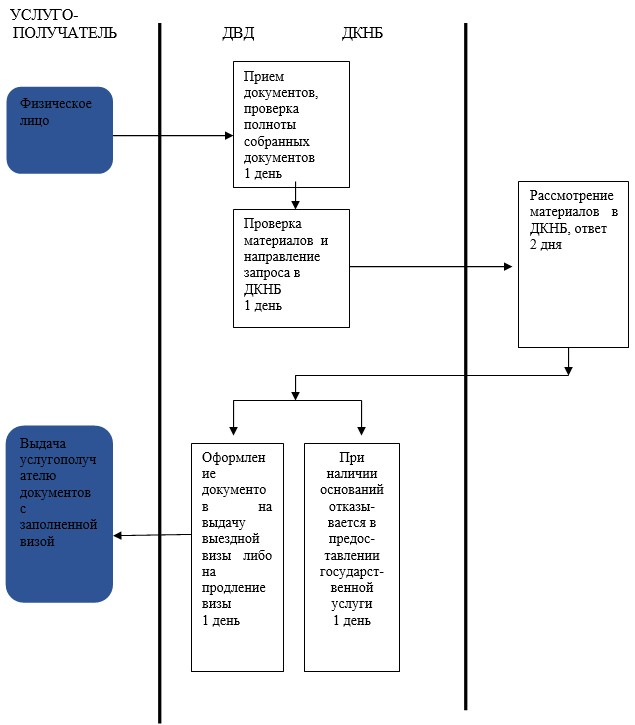 УСЛУГО-
ПОЛУЧАТЕЛЬ
ДВД
ДКНБ
Физическое
лицо
Прием
документов,
проверка
полноты
собранных
документов
1 день
Проверка
материалов и
направление
запроса в
ДКНБ
1 день
Рассмотрение
материалов в
ДКНБ, ответ
2 дня
Выдача
услугополуч
ателю
документов
с
заполненной
визой
Оформлен
ие
документо
в на
выдачу
выездной
визы либо
на
продление
визы
1 день
При
наличии
оснований
отказы-
вается в
предос-
тавлении
государст-
венной
услуги
1 день